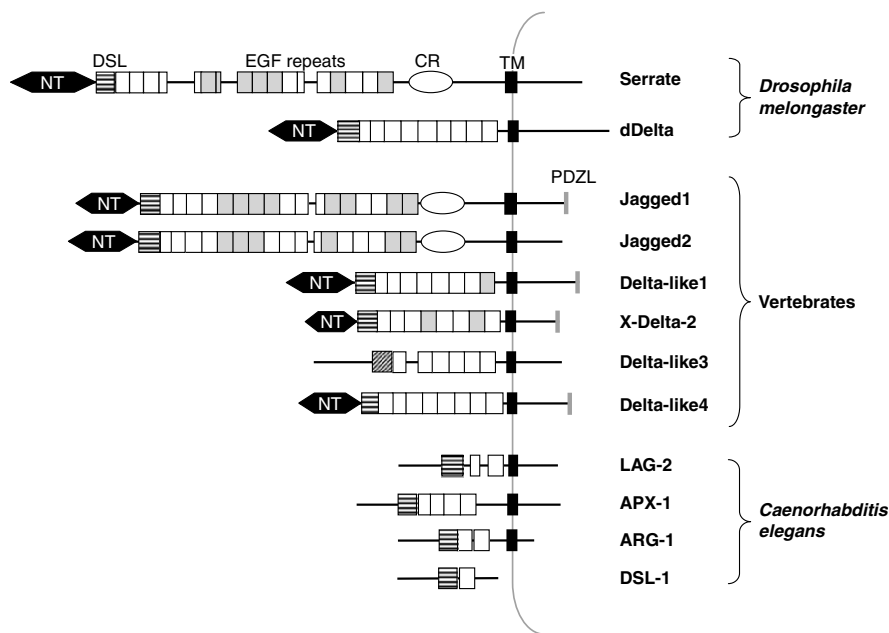 DSL EGF repeats CR TM
NT Serrate
Drosophila
melongaster
NT dDelta
PDZL
NT Jagged1
NT Jagged2
NT Delta-like1
NT X-Delta-2
Vertebrates
Delta-like3
NT Delta-like4
LAG-2
APX-1
Caenorhabditis
elegans
ARG-1
DSL-1